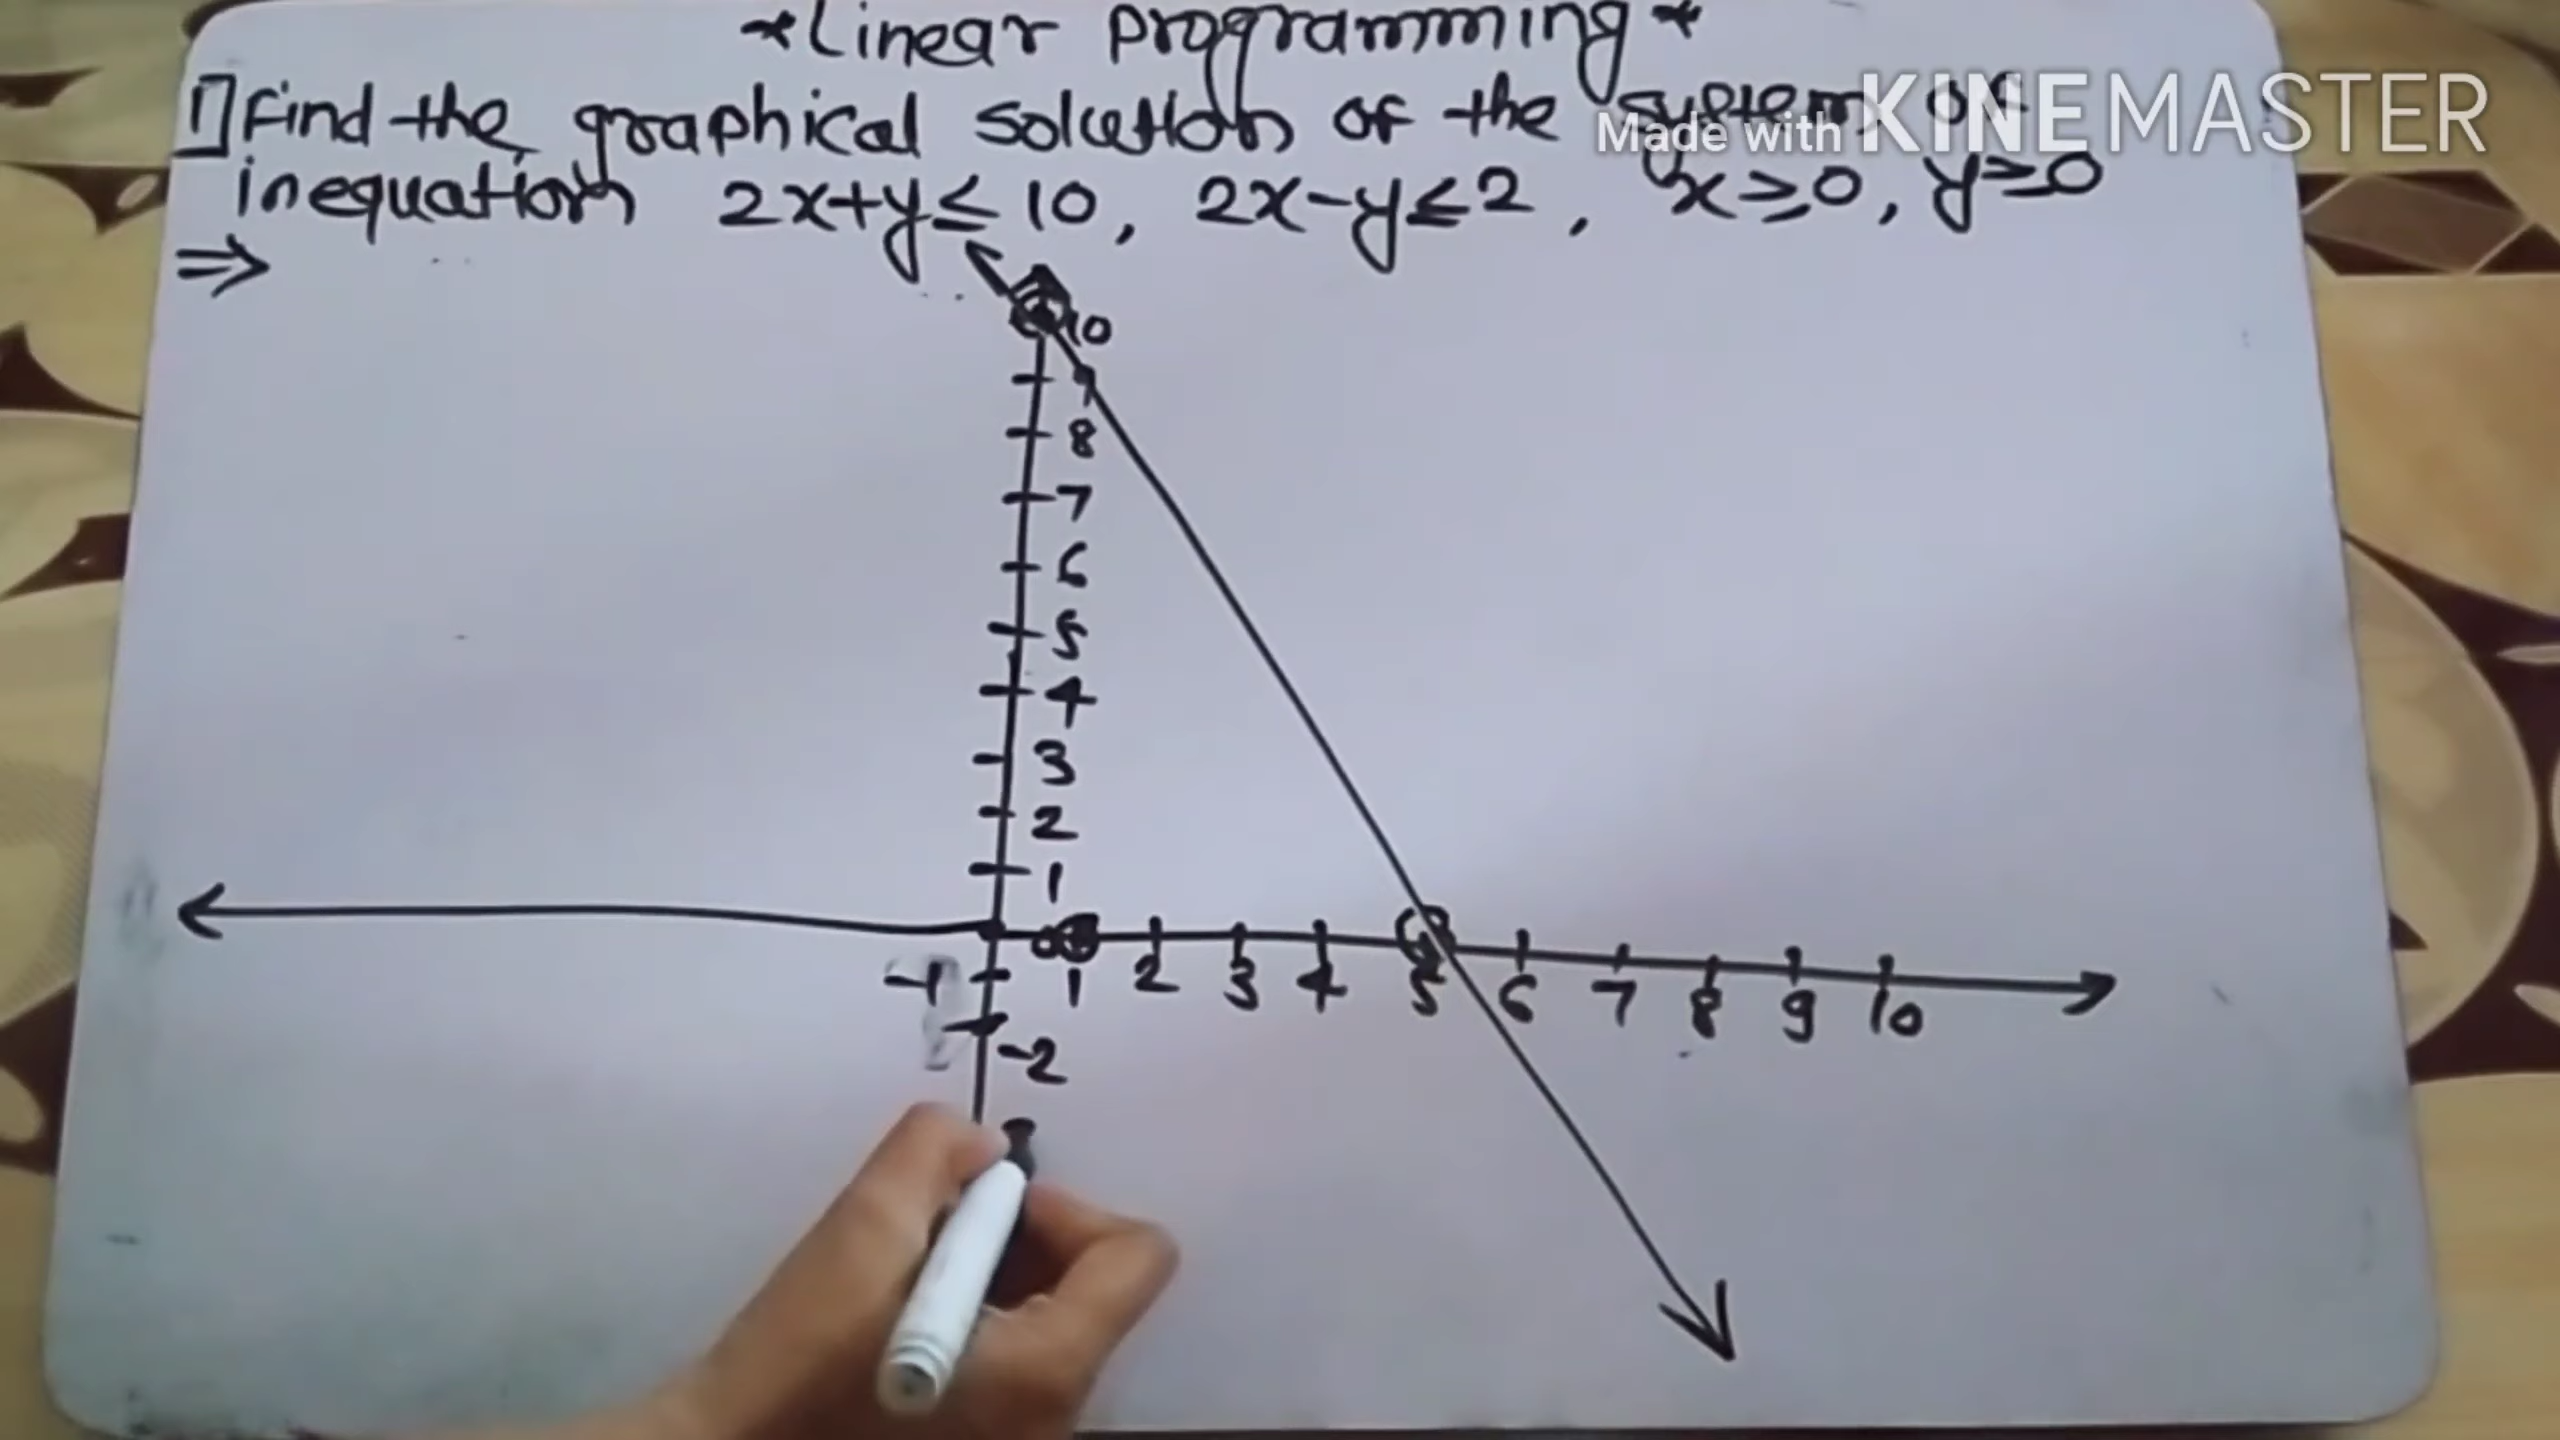 *Linear programming*
1] Find the graphical solution of the system of
Made with KINEMASTER
inequation 2x+y≤10, 2x-y≤2, x≥0, y≥0
⇒
10
9
8
7
6
5
4
3
2
1
0 1 2 3 4 5 6 7 8 9 10
-1
-2